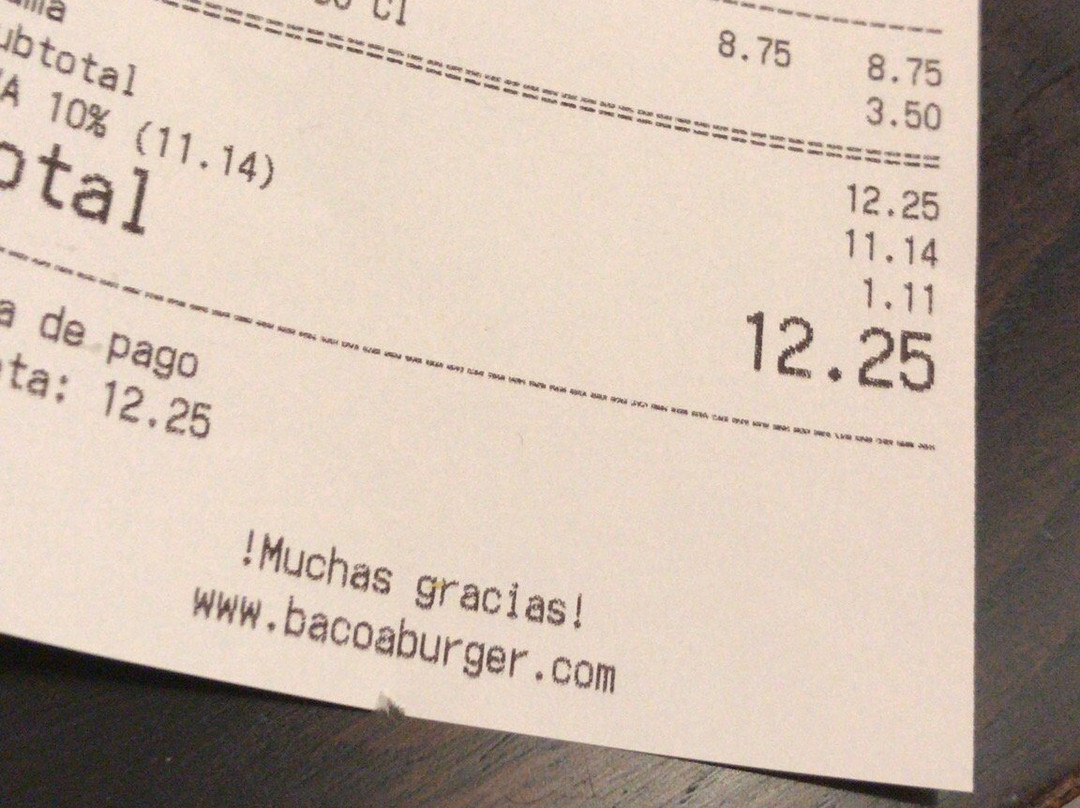 8.75 8.75
3.50
12.25
ubtotal 11.14
A 10% (11.14) 1.11
otal 12.25
a de pago
ta: 12.25
!Muchas gracias!
www.bacoaburger.com